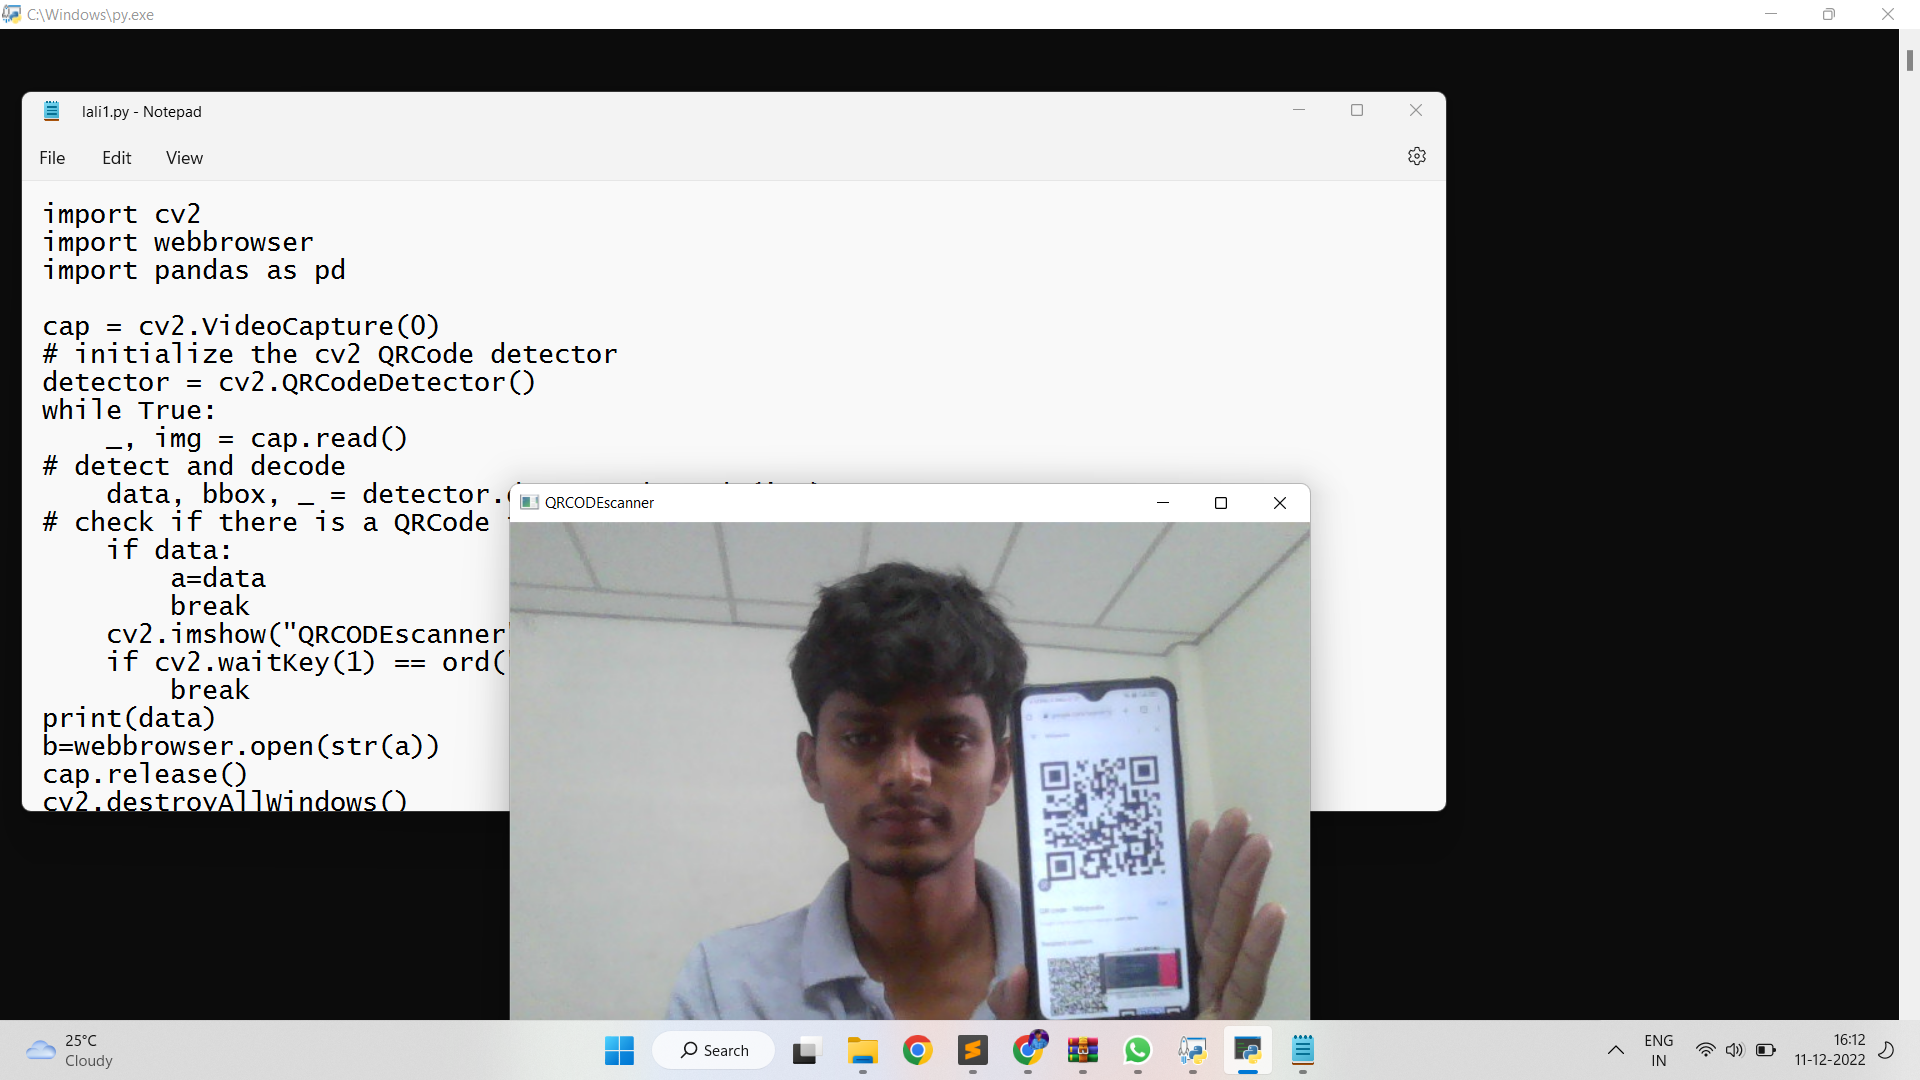 C:\Windows\py.exe
lali1.py - Notepad
File Edit View
import cv2
import webbrowser
import pandas as pd
cap = cv2.VideoCapture(0)
# initialize the cv2 QRCode detector
detector = cv2.QRCodeDetector()
while True:
_, img = cap.read()
# detect and decode
data, bbox, _ = detector.
# check if there is a QRCode
if data:
a=data
break
cv2.imshow("QRCODEscanner"
if cv2.waitKey(1) == ord(
break
print(data)
b=webbrowser.open(str(a))
cap.release()
cv2.destroyAllWindows()
QRCODEscanner
QR code - Wikipedia
25°C
Cloudy
Search
ENG
IN
16:12
11-12-2022